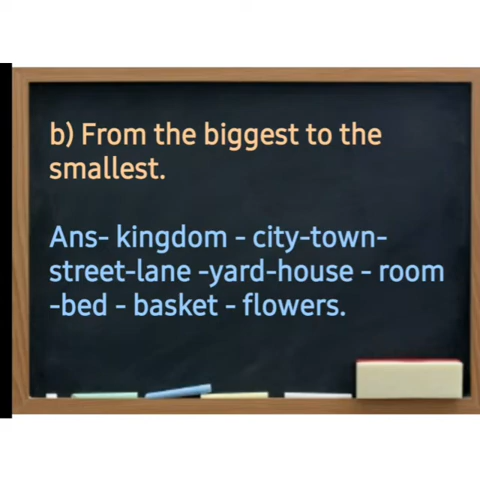 b) From the biggest to the
smallest.
Ans- kingdom - city-town-
street-lane -yard-house - room
-bed - basket - flowers.